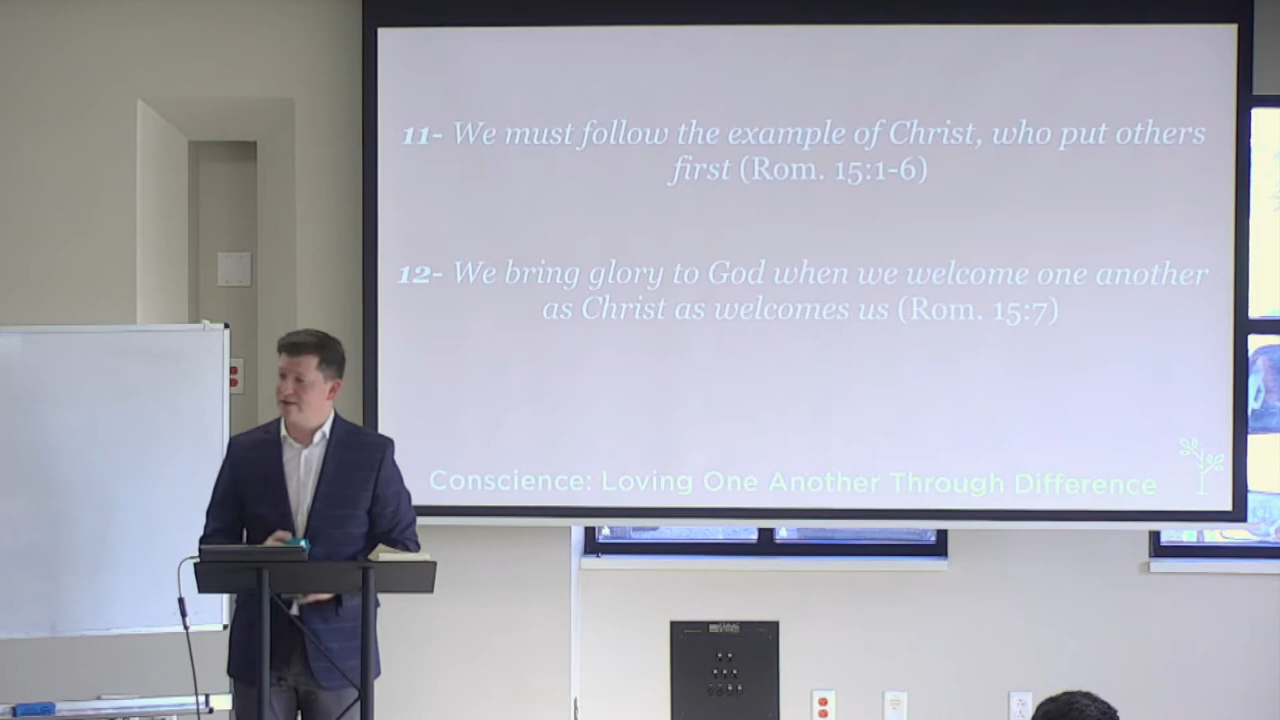 11- We must follow the example of Christ, who put others
first (Rom. 15:1-6)
12- We bring glory to God when we welcome one another
as Christ as welcomes us (Rom. 15:7)
Conscience: Loving One Another Through Difference